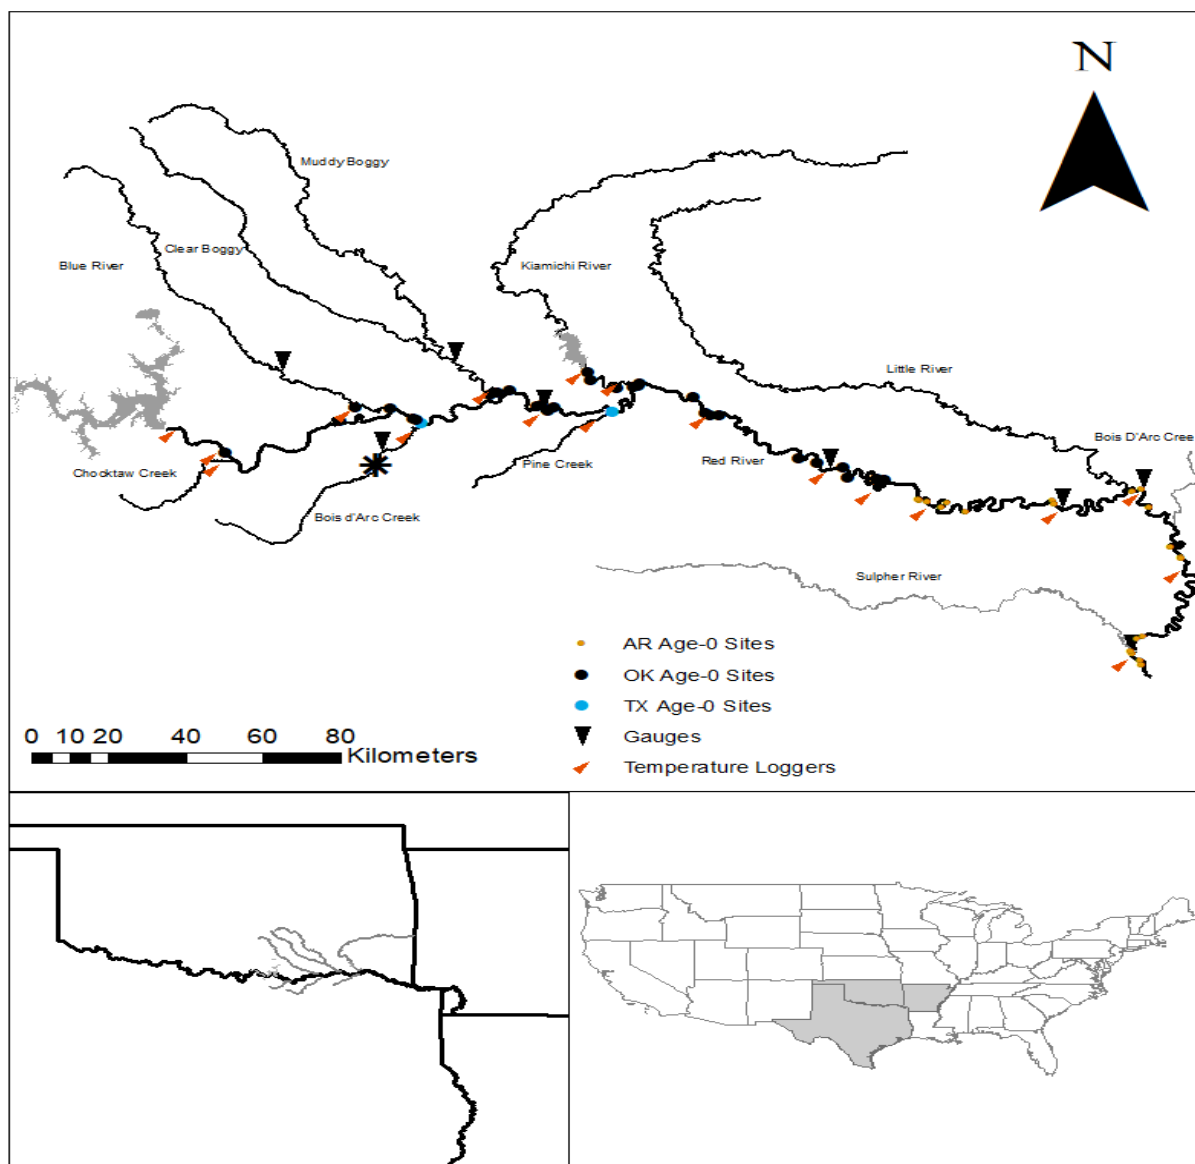 N
Muddy Boggy
Clear Boggy
Blue River
Kiamichi River
Little River
Bois D'Arc Cree
Chocktaw Creek
Pine Creek
Red River
Bois d'Arc Creek
Sulpher River
AR Age-0 Sites
OK Age-0 Sites
TX Age-0 Sites
Gauges
Temperature Loggers
0 10 20 40 60 80
Kilometers